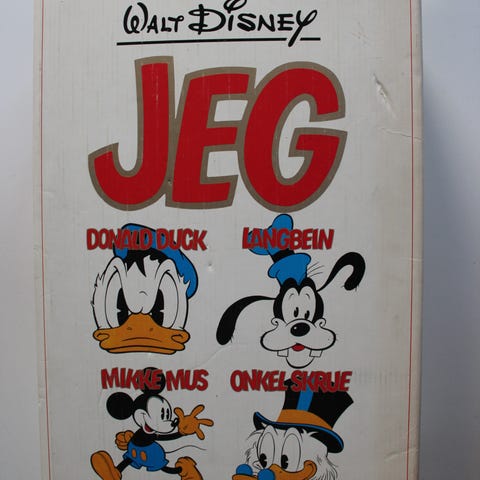 WALT DISNEY
JEG
DONALD DUCK LANGBEIN
MIKKE MUS ONKEL SKRUE